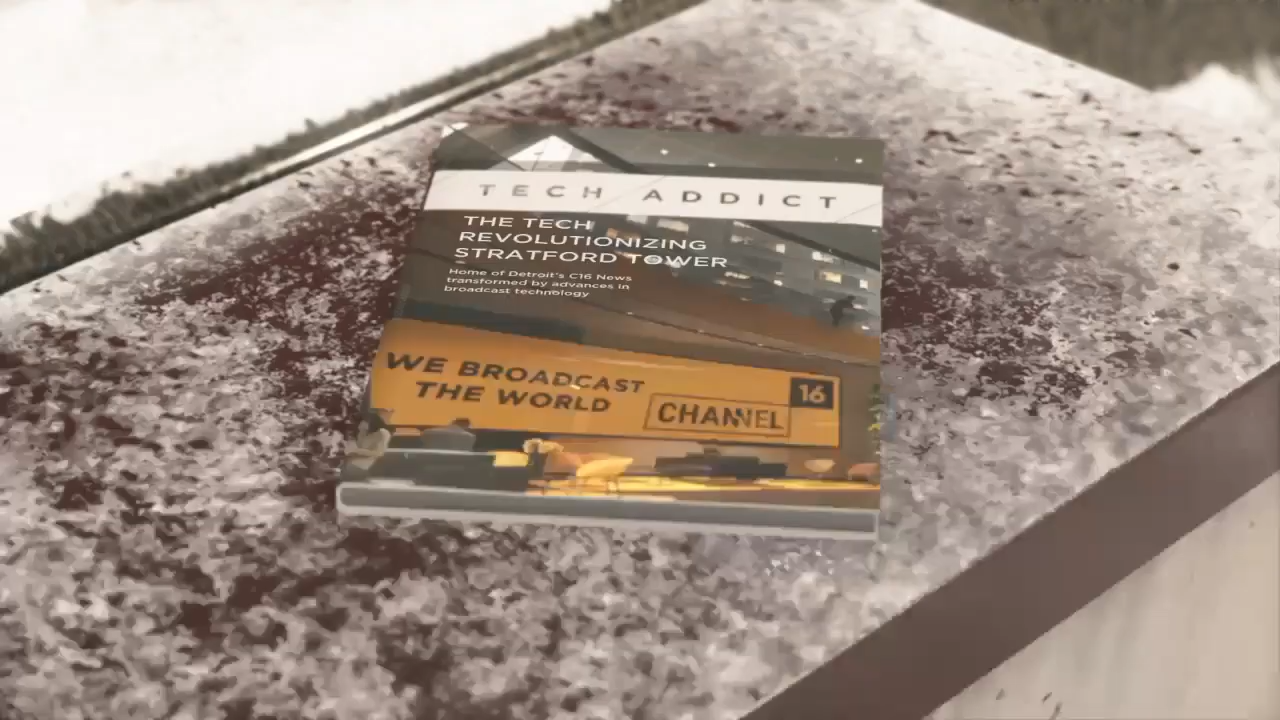 TECH ADDICT
THE TECH
REVOLUTIONIZING
STRATFORD TOWER
Home of Detroit's C16 News
transformed by advances in
broadcast technology
WE BROADCAST
THE WORLD
16
CHANNEL